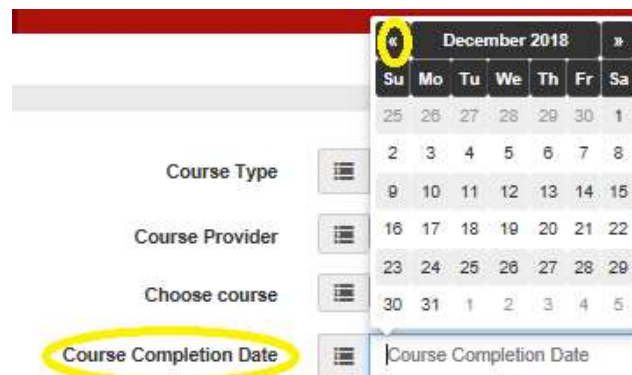 « December 2018 »
Su Mo Tu We Th Fr Sa
25 26 27 28 29 30 1
2 3 4 5 6 7 8
9 10 11 12 13 14 15
16 17 18 19 20 21 22
23 24 25 26 27 28 29
30 31 1 2 3 4 5
Course Type
Course Provider
Choose course
Course Completion Date
Course Completion Date